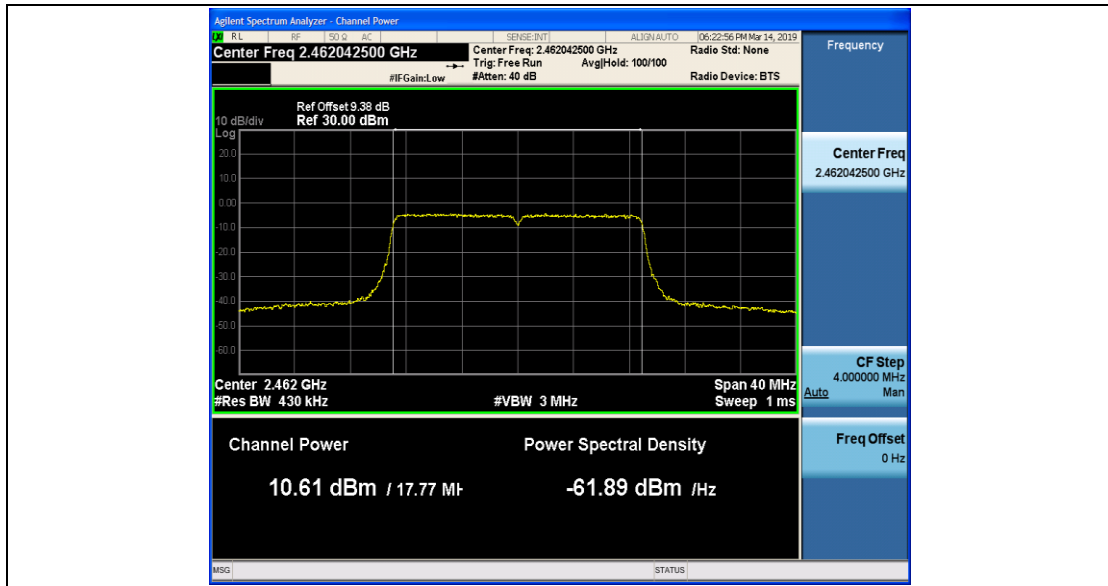 Agilent Spectrum Analyzer - Channel Power
LXI RL RF 50 Ω AC SENSE:INT ALIGN AUTO 06:22:56 PM Mar 14, 2019
Center Freq 2.462042500 GHz
Center Freq: 2.462042500 GHz
Radio Std: None
Trig: Free Run Avg|Hold: 100/100
#IFGain:Low
#Atten: 40 dB
Radio Device: BTS
Frequency
Ref Offset 9.38 dB
10 dB/div Ref 30.00 dBm
Log
20.0
10.0
0.00
-10.0
-20.0
-30.0
-40.0
-50.0
-60.0
Center 2.462 GHz
Span 40 MHz
#Res BW 430 kHz
#VBW 3 MHz
Sweep 1 ms
Center Freq
2.462042500 GHz
CF Step
4.000000 MHz
Auto Man
Freq Offset
0 Hz
Channel Power
Power Spectral Density
10.61 dBm / 17.77 MH
-61.89 dBm /Hz
MSG
STATUS